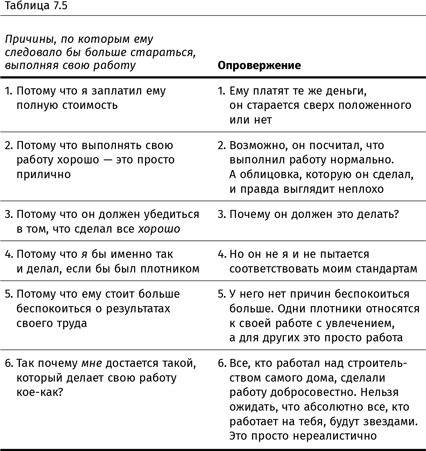 Таблица 7.5
Причины, по которым ему
следовало бы больше стараться,
выполняя свою работу
Опровержение
1. Потому что я заплатил ему
полную стоимость
1. Ему платят те же деньги,
он старается сверх положенного
или нет
2. Потому что выполнять свою
работу хорошо — это просто
прилично
2. Возможно, он посчитал, что
выполнил работу нормально.
А облицовка, которую он сделал,
и правда выглядит неплохо
3. Потому что он должен убедиться
в том, что сделал все хорошо
3. Почему он должен это делать?
4. Потому что я бы именно так
и делал, если бы был плотником
4. Но он не я и не пытается
соответствовать моим стандартам
5. Потому что ему стоит больше
беспокоиться о результатах
своего труда
5. У него нет причин беспокоиться
больше. Одни плотники относятся
к своей работе с увлечением,
а для других это просто работа
6. Так почему мне достается такой,
который делает свою работу
кое-как?
6. Все, кто работал над строитель-
ством самого дома, сделали
работу добросовестно. Нельзя
ожидать, что абсолютно все, кто
работает на тебя, будут звездами.
Это просто нереалистично